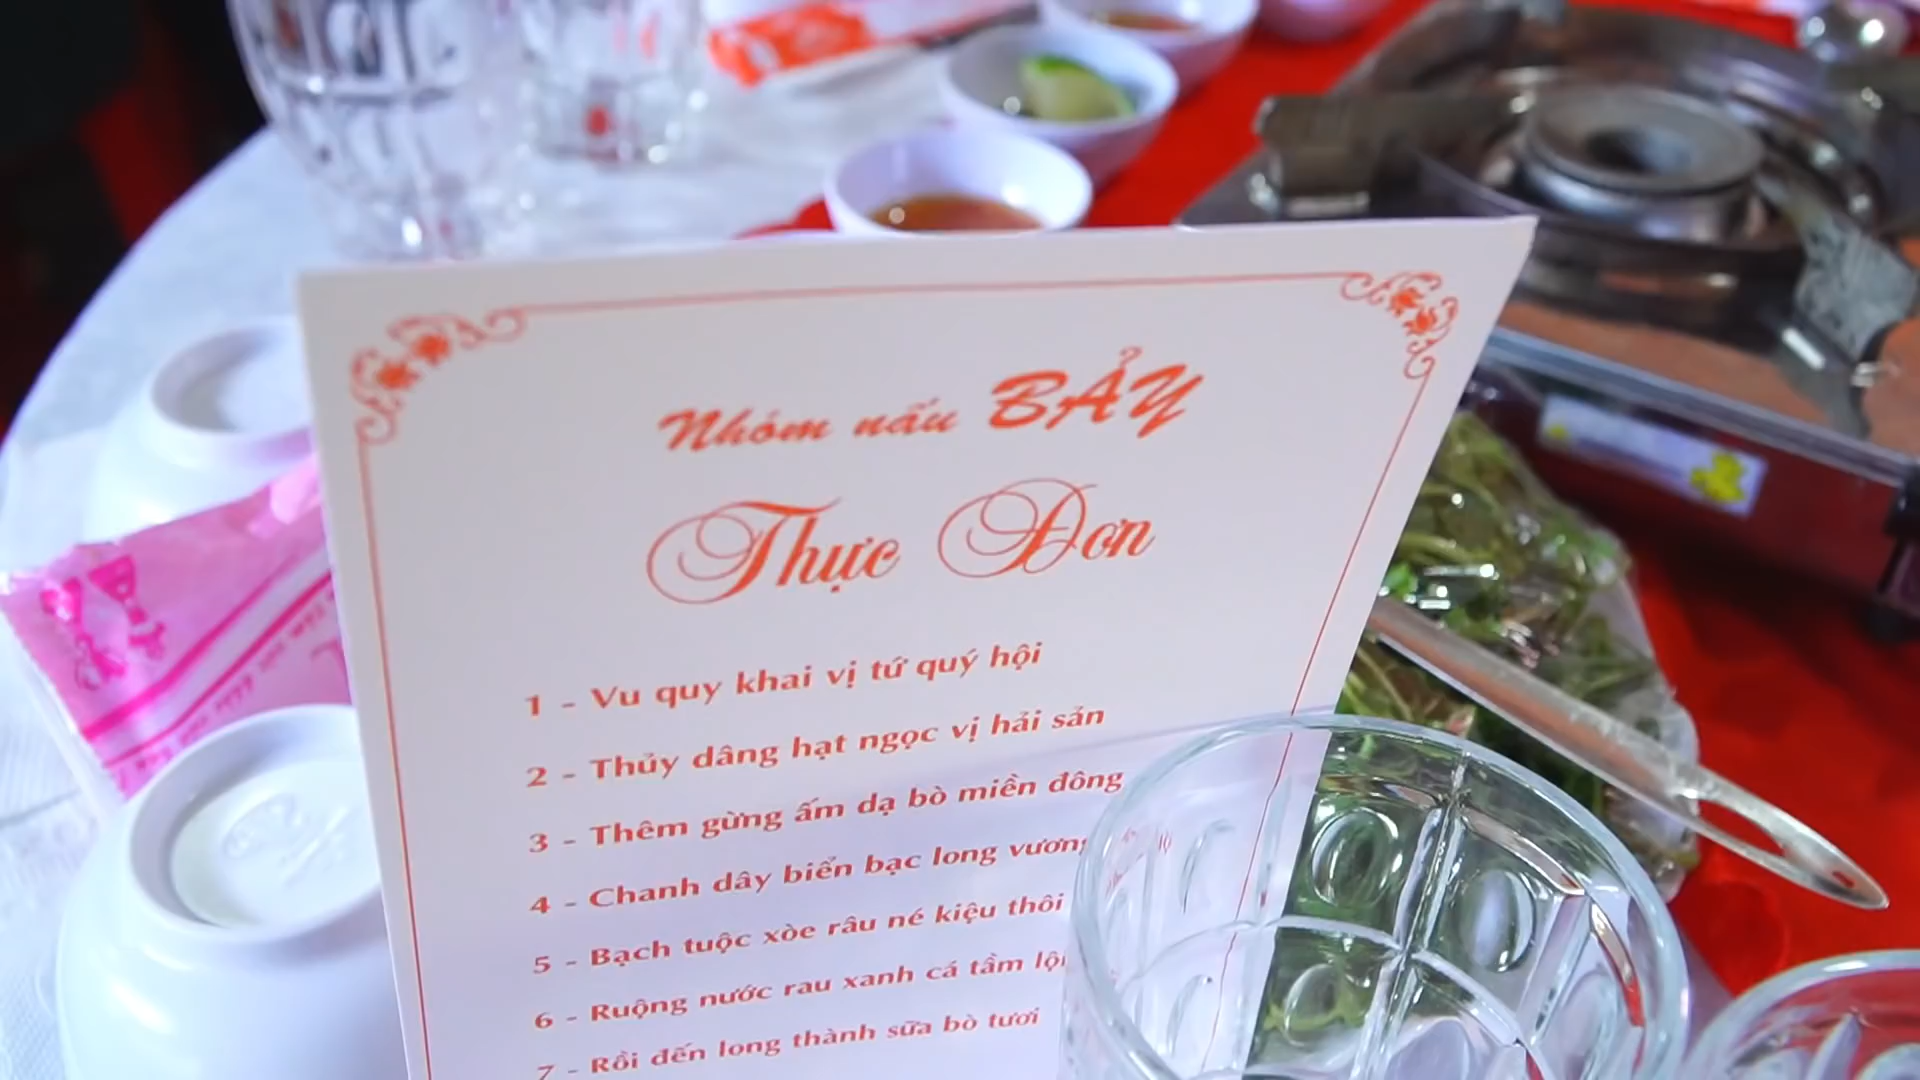 Nhóm nấu BẢY
Thực Đơn
1 - Vu quy khai vị tứ quý hội
2 - Thủy dâng hạt ngọc vị hải sản
3 - Thêm gừng ấm dạ bò miền đông
4 - Chanh dây biển bạc long vương
5 - Bạch tuộc xòe râu né kiệu thôi
6 - Ruộng nước rau xanh cá tầm lội
7 - Rồi đến long thành sữa bò tươi